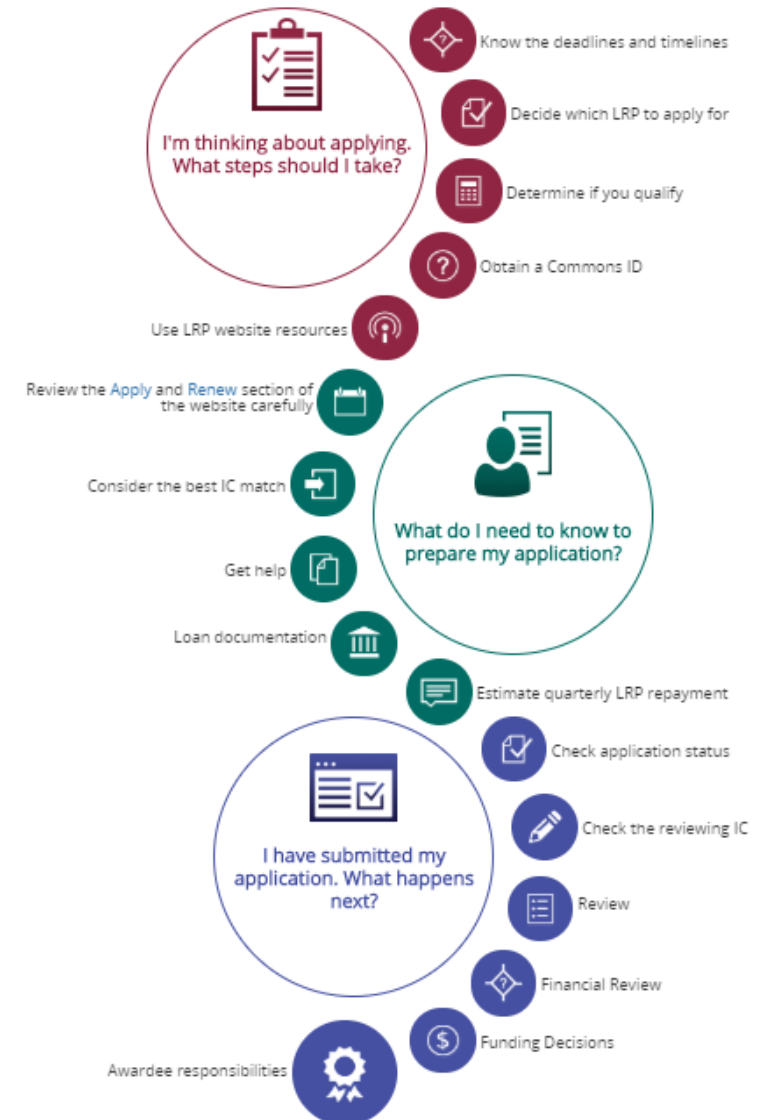 I'm thinking about applying.
What steps should I take?
Know the deadlines and timelines
Decide which LRP to apply for
Determine if you qualify
Obtain a Commons ID
Use LRP website resources
Review the Apply and Renew section of
the website carefully
Consider the best IC match
Get help
Loan documentation
Estimate quarterly LRP repayment
What do I need to know to
prepare my application?
I have submitted my
application. What happens
next?
Check application status
Check the reviewing IC
Review
Financial Review
Funding Decisions
Awardee responsibilities